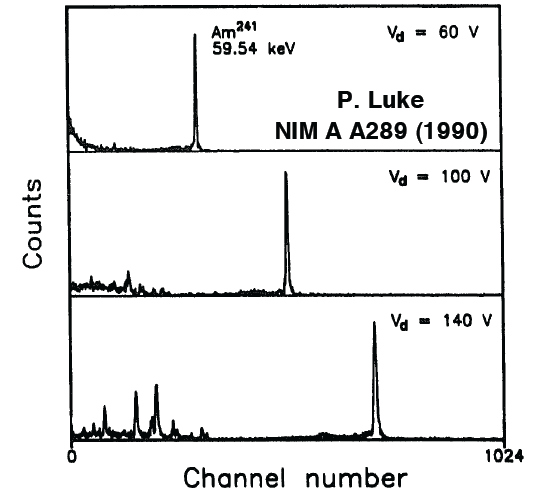 Am241
59.54 keV
Vd = 60 V
P. Luke
NIM A A289 (1990)
Vd = 100 V
Counts
Vd = 140 V
0
1024
Channel number